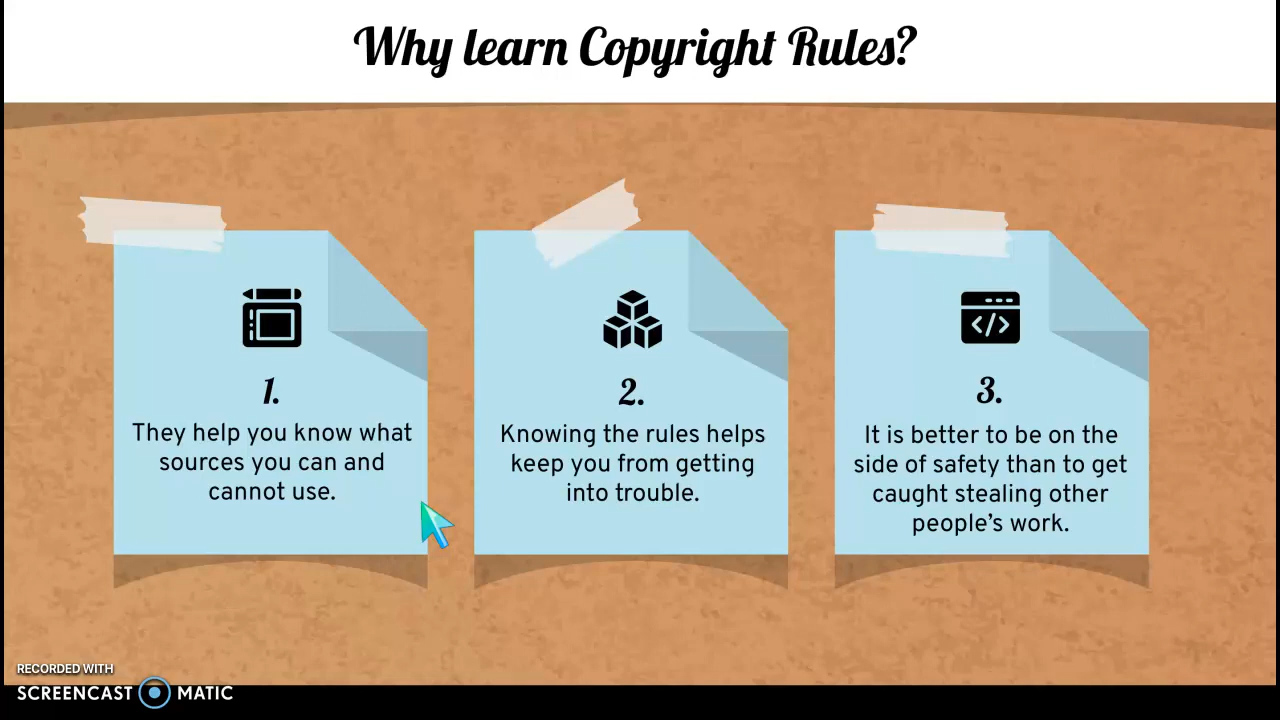 Why learn Copyright Rules?
1.
They help you know what
sources you can and
cannot use.
2.
Knowing the rules helps
keep you from getting
into trouble.
3.
It is better to be on the
side of safety than to get
caught stealing other
people’s work.
RECORDED WITH
SCREENCAST MATIC